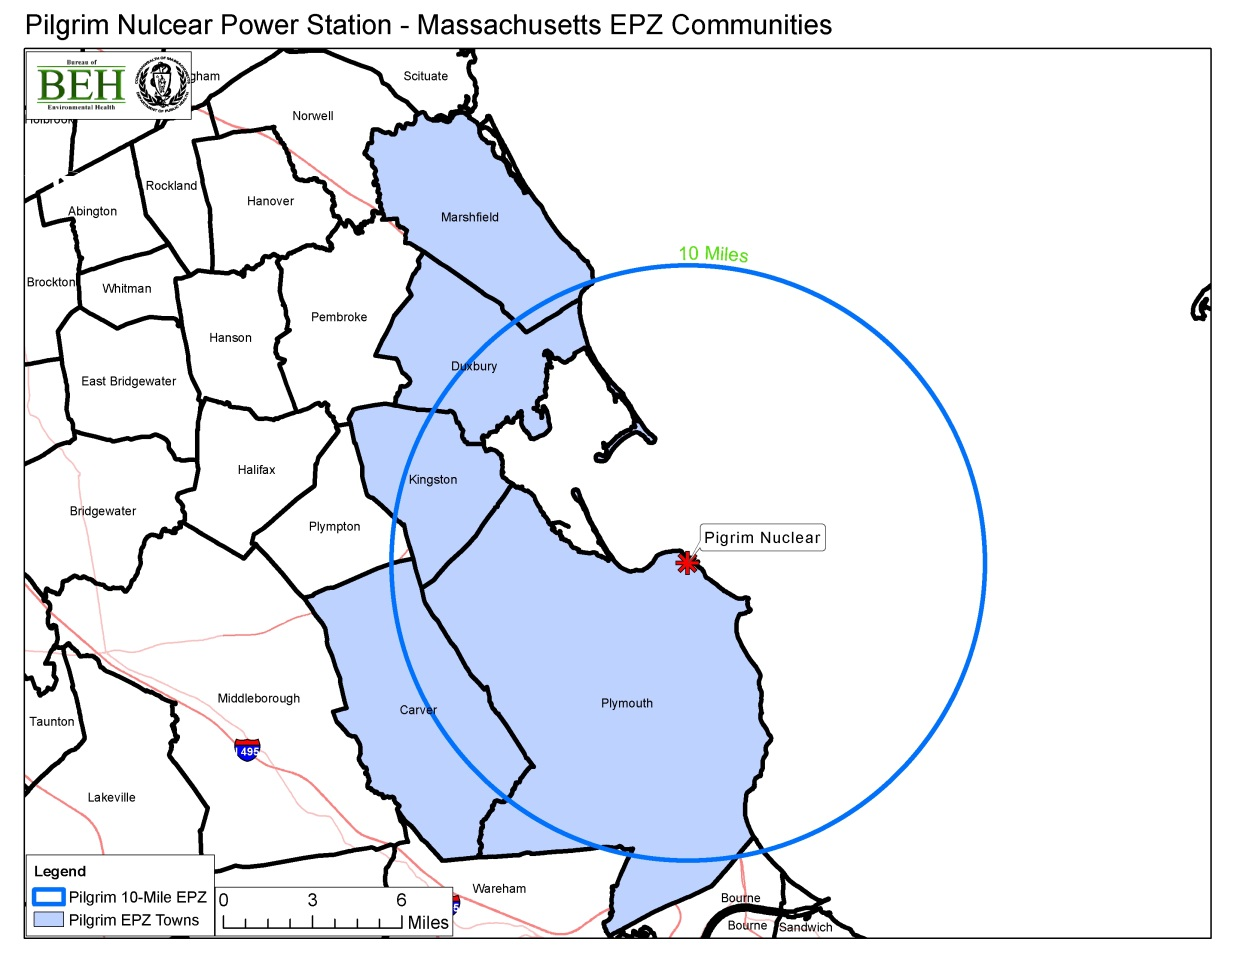 Pilgrim Nulcear Power Station - Massachusetts EPZ Communities
Bureau of
BEH
Environmental Health
gham
Scituate
Holbrook
Norwell
Rockland
Hanover
Abington
Marshfield
10 Miles
Brockton
Whitman
Pembroke
Hanson
Duxbury
East Bridgewater
Halifax
Kingston
Bridgewater
Plympton
Pigrim Nuclear
Middleborough
Plymouth
Carver
Taunton
495
Lakeville
Legend
Pilgrim 10-Mile EPZ
Pilgrim EPZ Towns
0 3 6
Miles
Wareham
5
Bourne
Bourne
Sandwich